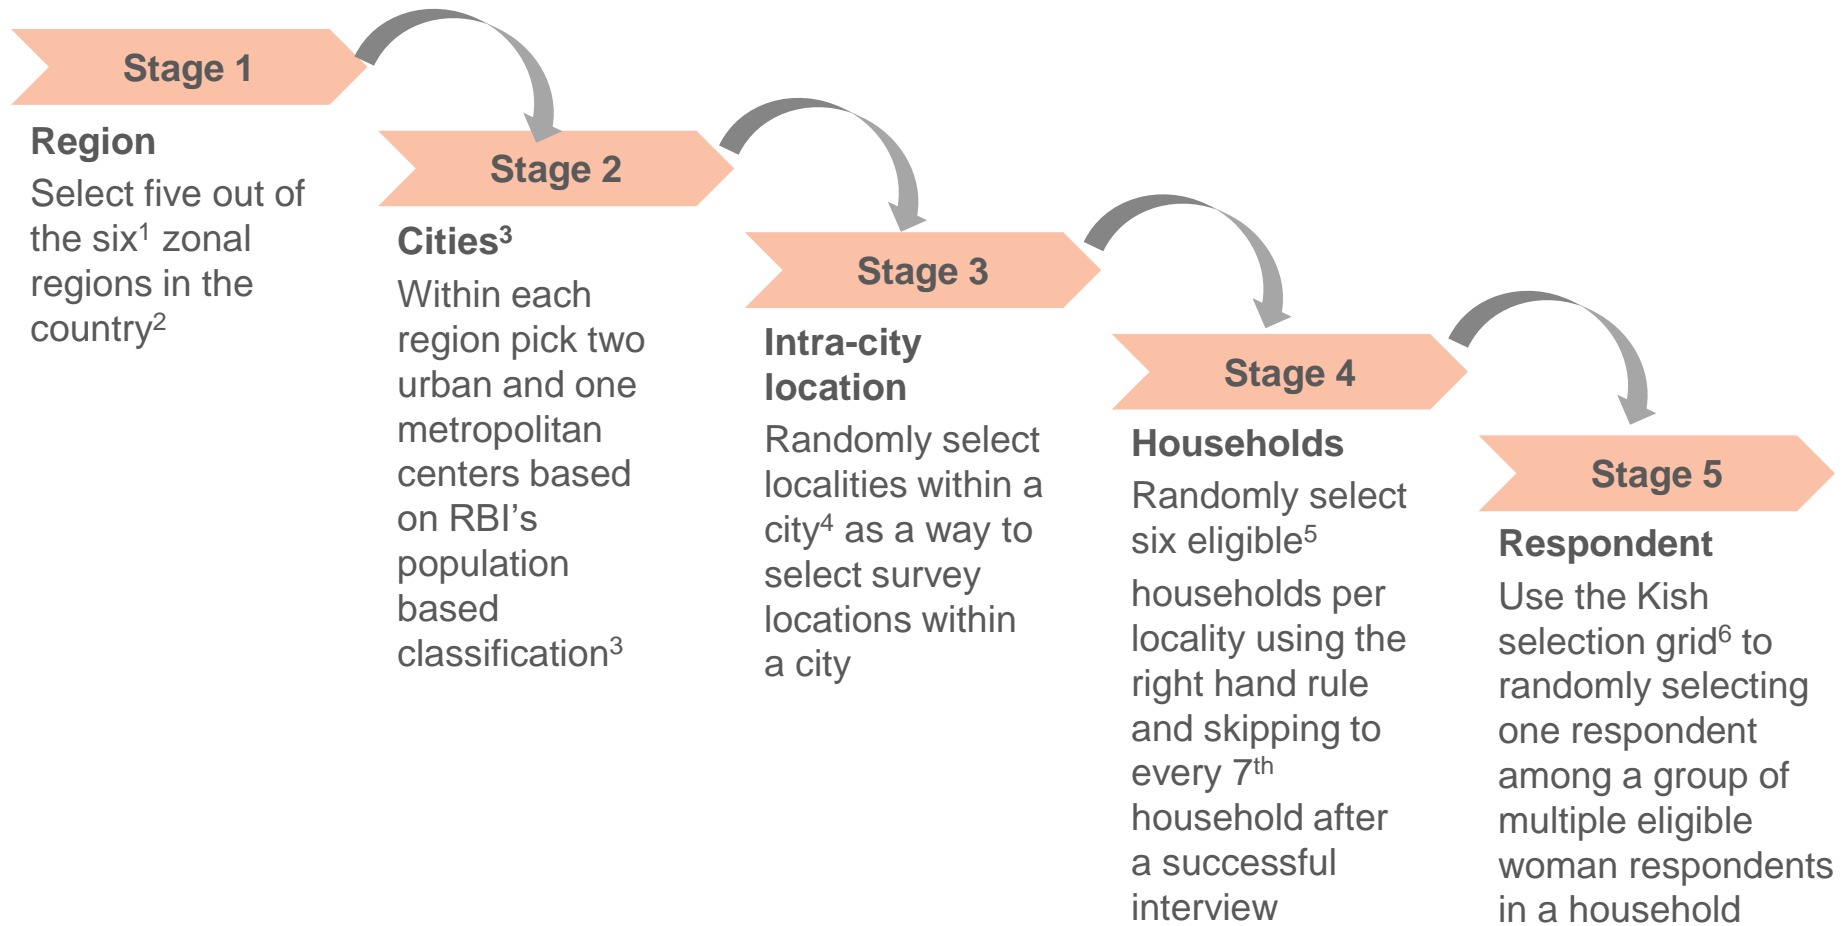 Stage 1
Region
Select five out of
the six¹ zonal
regions in the
country²
Stage 2
Cities³
Within each
region pick two
urban and one
metropolitan
centers based
on RBI's
population
based
classification³
Stage 3
Intra-city
location
Randomly select
localities within a
city⁴ as a way to
select survey
locations within
a city
Stage 4
Households
Randomly select
six eligible⁵
households per
locality using the
right hand rule
and skipping to
every 7th
household after
a successful
interview
Stage 5
Respondent
Use the Kish
selection grid⁶ to
randomly selecting
one respondent
among a group of
multiple eligible
woman respondents
in a household